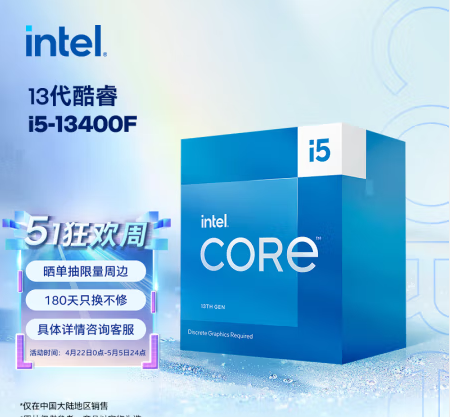 intel.
13代酷睿
i5-13400F
i5
intel
CORE™
13TH GEN
Discrete Graphics Required
51狂欢周
晒单抽限量周边
180天只换不修
具体详情咨询客服
活动时间：4月22日0点-5月5日24点
*仅在中国大陆地区销售